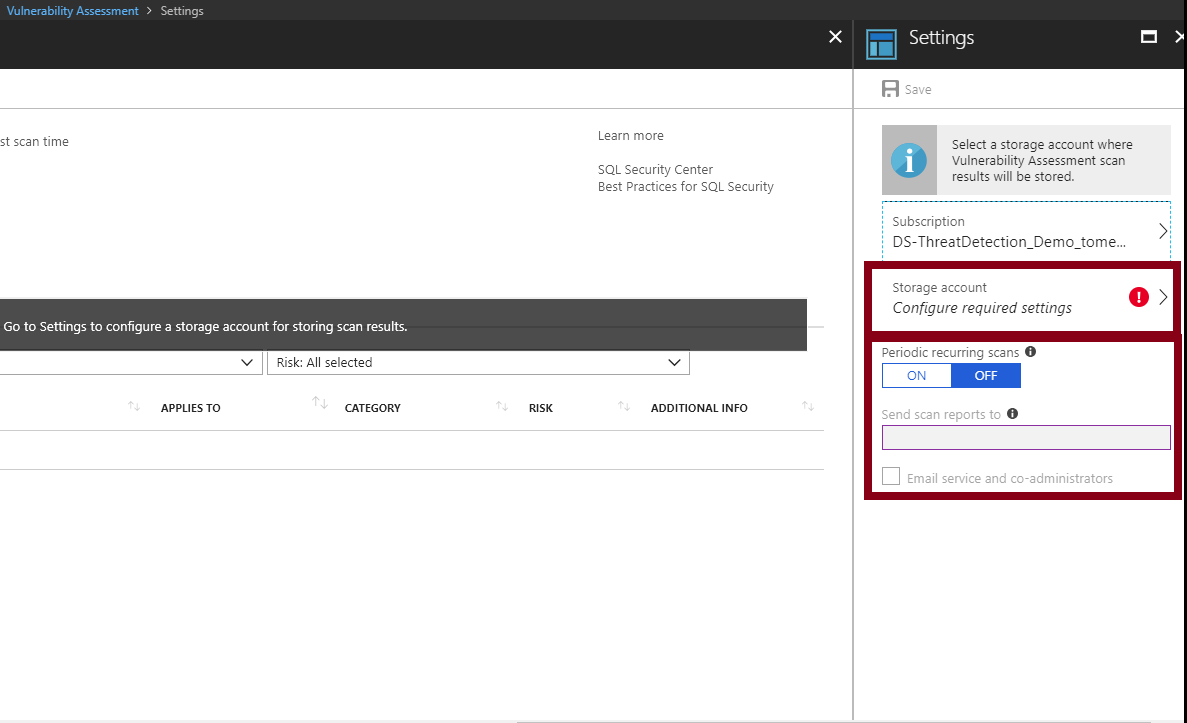 Vulnerability Assessment > Settings
Settings
Save
st scan time
Learn more
SQL Security Center
Best Practices for SQL Security
Select a storage account where
Vulnerability Assessment scan
results will be stored.
Subscription
DS-ThreatDetection_Demo_tome...
Storage account
Configure required settings
Go to Settings to configure a storage account for storing scan results.
Risk: All selected
APPLIES TO CATEGORY RISK ADDITIONAL INFO
Periodic recurring scans
ON OFF
Send scan reports to
Email service and co-administrators